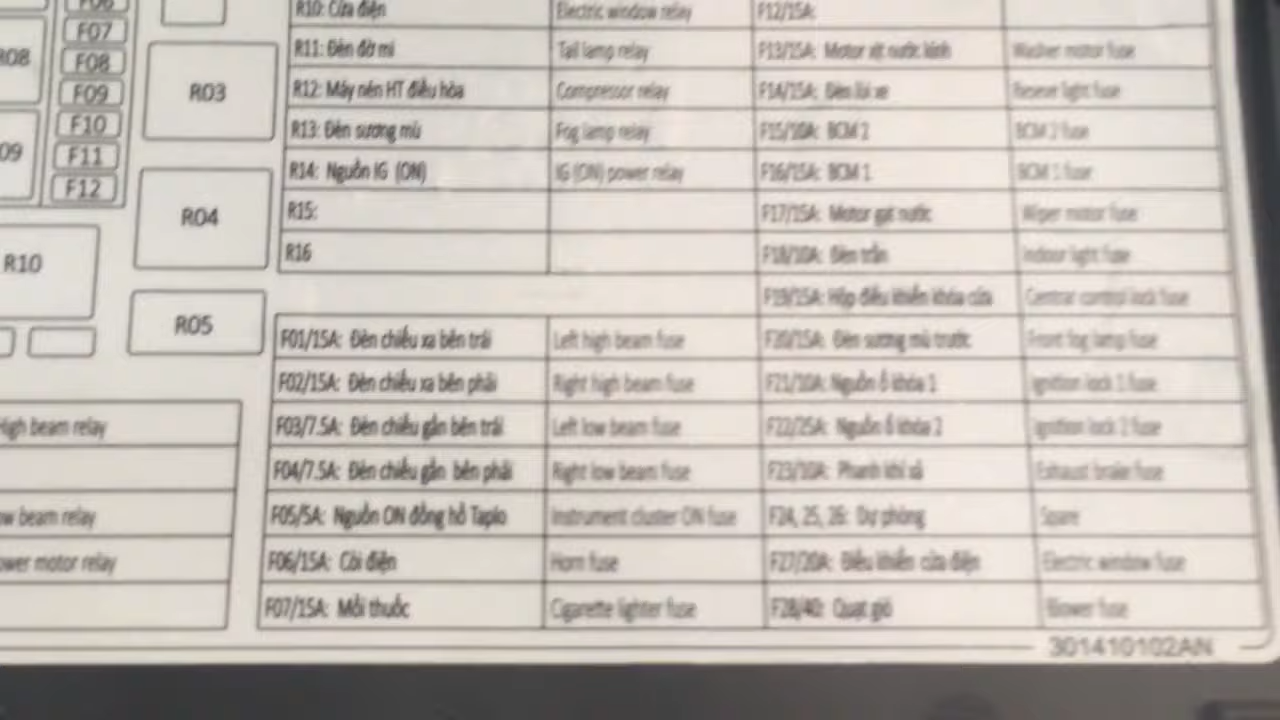 F06
F07
F08
F09
F10
F11
F12
R08
09
R10
R03
R04
R05
High beam relay
ow beam relay
ower motor relay
R10: Cửa điện Electric window relay F12/15A:
R11: Đèn đờ mi Tail lamp relay F13/15A: Motor xịt nước kính Washer motor fuse
R12: Máy nén HT điều hòa Compressor relay F14/15A: Đèn lùi xe light fuse
R13: Đèn sương mù Fog lamp relay F15/10A: BCM 2 BCM 2 fuse
R14: Nguồn IG (ON) IG (ON) power relay F16/15A: BCM 1 BCM 1 fuse
R15: F17/15A: Motor gạt nước Wiper motor fuse
R16 F18/10A: Đèn trần Indoor light fuse
F19/15A: Hộp điều khiển khóa cửa Central control lock fuse
F01/15A: Đèn chiếu xa bên trái Left high beam fuse F20/15A: Đèn sương mù trước Front fog lamp fuse
F02/15A: Đèn chiếu xa bên phải Right high beam fuse F21/10A: Nguồn ổ khóa 1 Ignition lock 1 fuse
F03/7.5A: Đèn chiếu gần bên trái Left low beam fuse F22/25A: Nguồn ổ khóa 2 Ignition lock 2 fuse
F04/7.5A: Đèn chiếu gần bên phải Right low beam fuse F23/10A: Phanh khí xả Exhaust brake fuse
F05/5A: Nguồn ON đồng hồ Taplo Instrument cluster ON fuse F24, 25, 26: Dự phòng Spare
F06/15A: Còi điện Horn fuse F27/20A: Điều khiển cửa điện Electric window fuse
F07/15A: Mồi thuốc Cigarette lighter fuse F28/40: Quạt gió Blower fuse
301410102AN